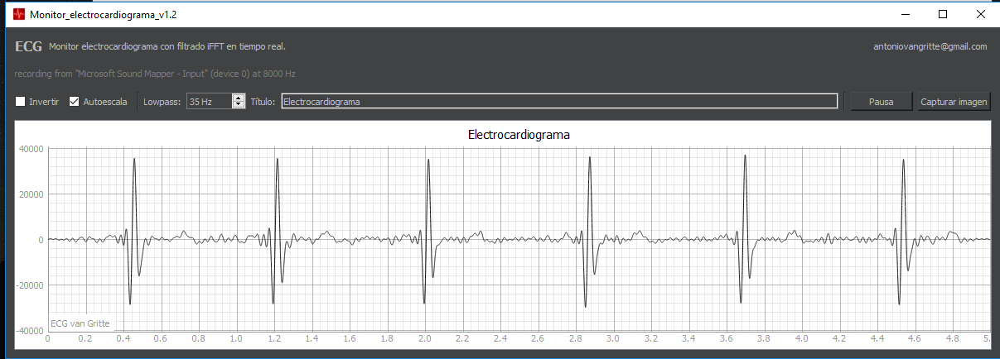 Monitor_electrocardiograma_v1.2
ECG Monitor electrocardiograma con filtrado iFFT en tiempo real. antoniovangritte@gmail.com
recording from "Microsoft Sound Mapper - Input" (device 0) at 8000 Hz
Invertir Autoescala Lowpass: 35 Hz Título: Electrocardiograma Pausa Capturar imagen
Electrocardiograma
40000
20000
0
-20000
-40000
ECG van Gritte
0 0.2 0.4 0.6 0.8 1.0 1.2 1.4 1.6 1.8 2.0 2.2 2.4 2.6 2.8 3.0 3.2 3.4 3.6 3.8 4.0 4.2 4.4 4.6 4.8 5.